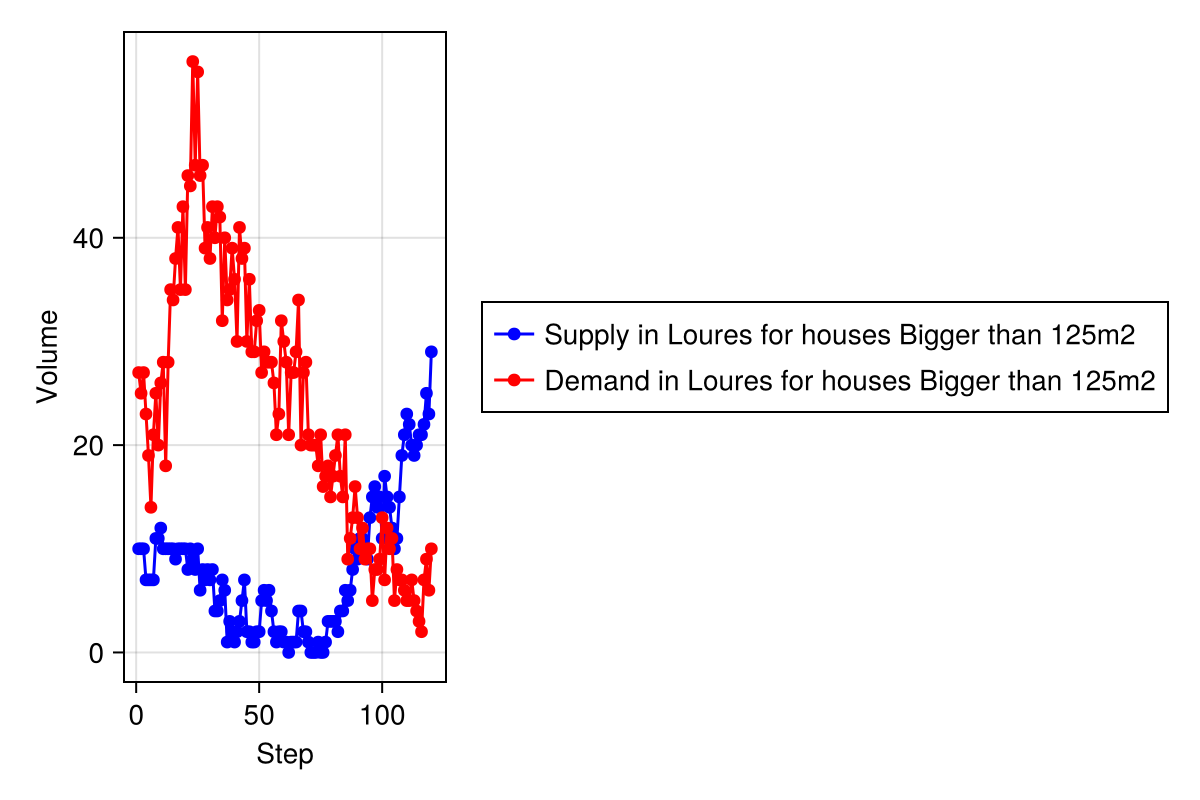 Volume
40
20
0
0 50 100
Step
Supply in Loures for houses Bigger than 125m2
Demand in Loures for houses Bigger than 125m2